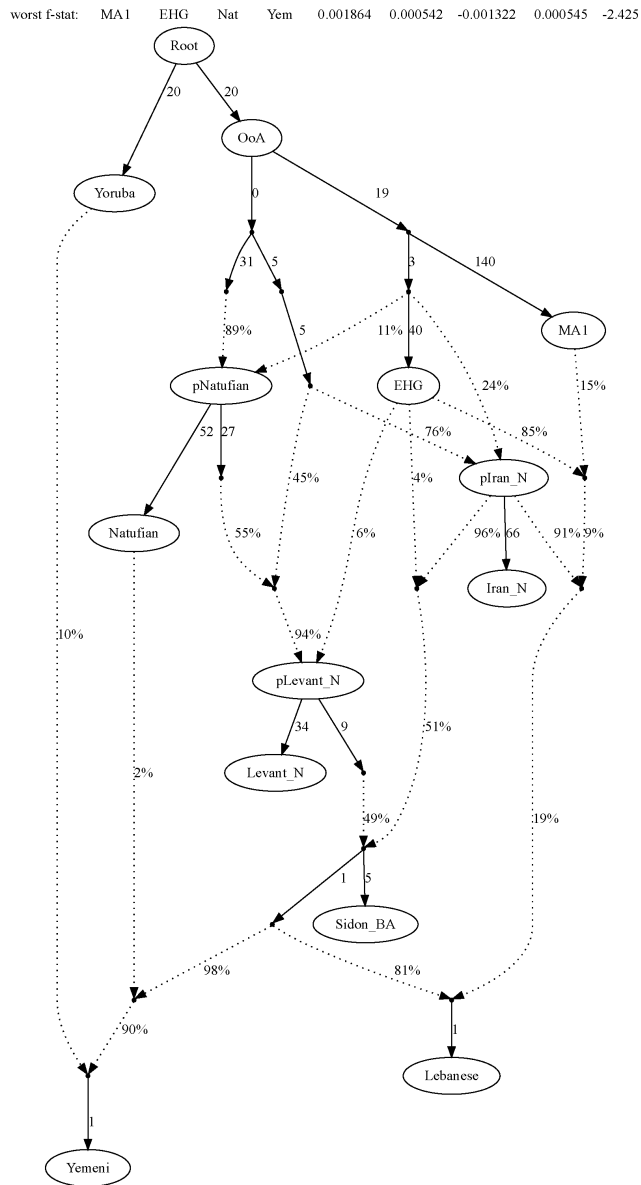 worst f-stat: MA1 EHG Nat Yem 0.001864 0.000542 -0.001322 0.000545 -2.425
Root
20 20
OoA
Yoruba 0 19
31 5 3 140
89% 5 11% 40 24% MA1 15%
pNatufian EHG
52 27 45% 76% 4% 85%
pIran_N
Natufian 55% 6% 96% 66 91% 9%
Iran_N
10% 94%
pLevant_N
34 9 51%
Levant_N
2% 49% 19%
1 5
Sidon_BA
98% 81%
90% 1
Lebanese
1
Yemeni